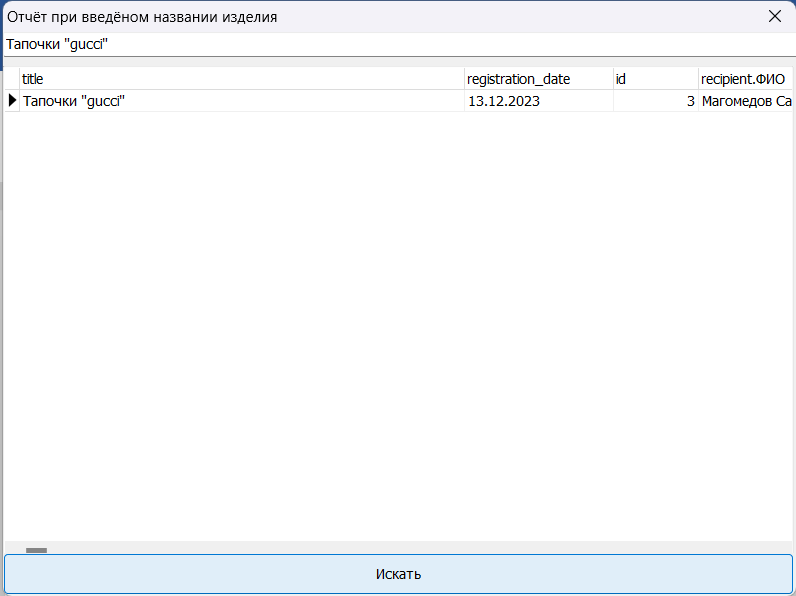 Отчёт при введёном названии изделия
Тапочки "gucci"
title registration_date id recipient.ФИО
Тапочки "gucci" 13.12.2023 3 Магомедов Са
Искать